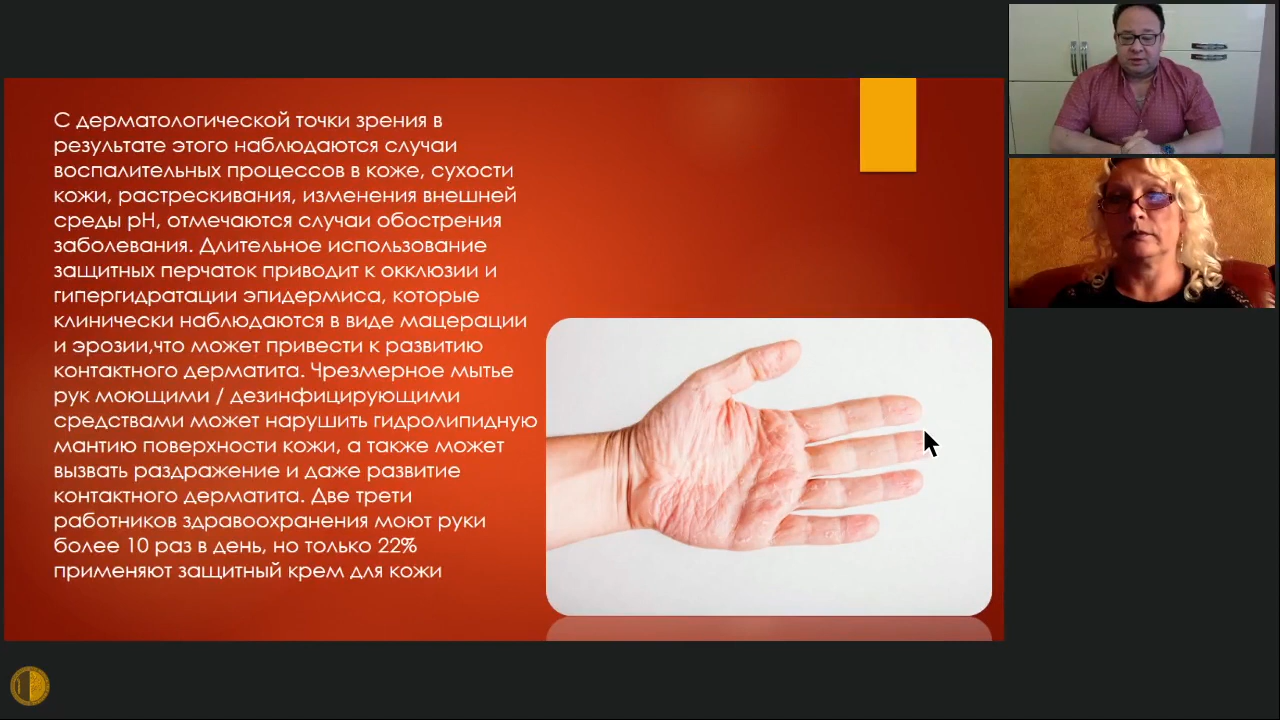 С дерматологической точки зрения в
результате этого наблюдаются случаи
воспалительных процессов в коже, сухости
кожи, растрескивания, изменения внешней
среды pH, отмечаются случаи обострения
заболевания. Длительное использование
защитных перчаток приводит к окклюзии и
гипергидратации эпидермиса, которые
клинически наблюдаются в виде мацерации
и эрозии,что может привести к развитию
контактного дерматита. Чрезмерное мытье
рук моющими / дезинфицирующими
средствами может нарушить гидролипидную
мантию поверхности кожи, а также может
вызвать раздражение и даже развитие
контактного дерматита. Две трети
работников здравоохранения моют руки
более 10 раз в день, но только 22%
применяют защитный крем для кожи